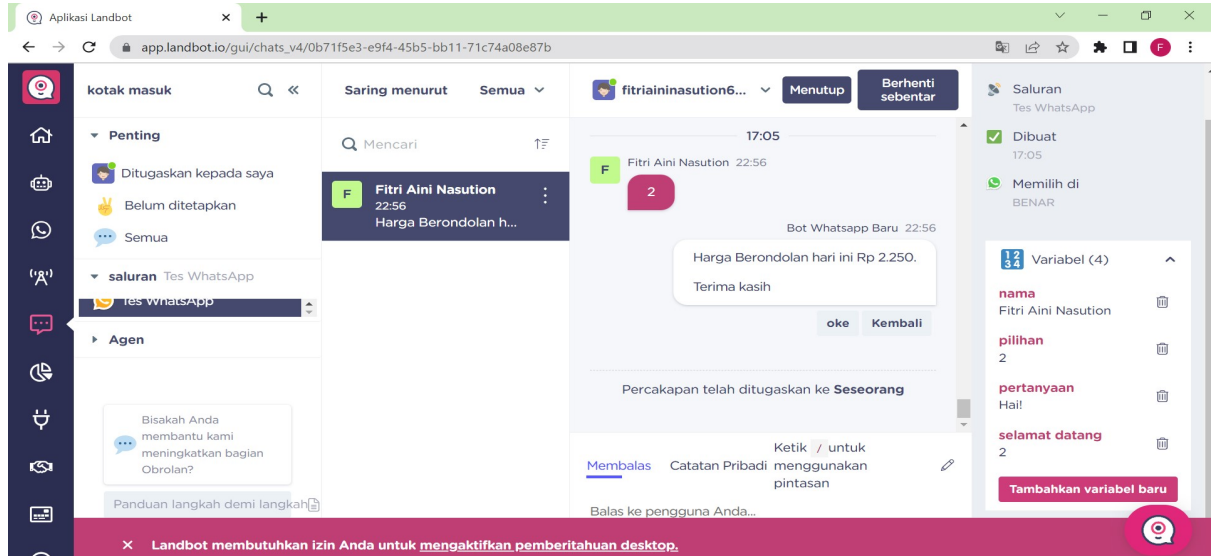 Aplikasi Landbot
app.landbot.io/gui/chats_v4/0b71f5e3-e9f4-45b5-bb11-71c74a08e87b
F
kotak masuk
Penting
Ditugaskan kepada saya
Belum ditetapkan
Semua
saluran Tes WhatsApp
Tes WhatsApp
Agen
Bisakah Anda
membantu kami
meningkatkan bagian
Obrolan?
Panduan langkah demi langkah
Saring menurut Semua
Mencari
F
Fitri Aini Nasution
22:56
Harga Berondolan h...
fitriaininasution6...
Menutup
Berhenti
sebentar
17:05
Fitri Aini Nasution 22:56
F
2
Bot Whatsapp Baru 22:56
Harga Berondolan hari ini Rp 2.250.
Terima kasih
oke Kembali
Percakapan telah ditugaskan ke Seseorang
Membalas Catatan Pribadi
Ketik / untuk
menggunakan
pintasan
Balas ke pengguna Anda...
Saluran
Tes WhatsApp
Dibuat
17:05
Memilih di
BENAR
1 2
3 4
Variabel (4)
nama
Fitri Aini Nasution
pilihan
2
pertanyaan
Hai!
selamat datang
2
Tambahkan variabel baru
Landbot membutuhkan izin Anda untuk mengaktifkan pemberitahuan desktop.